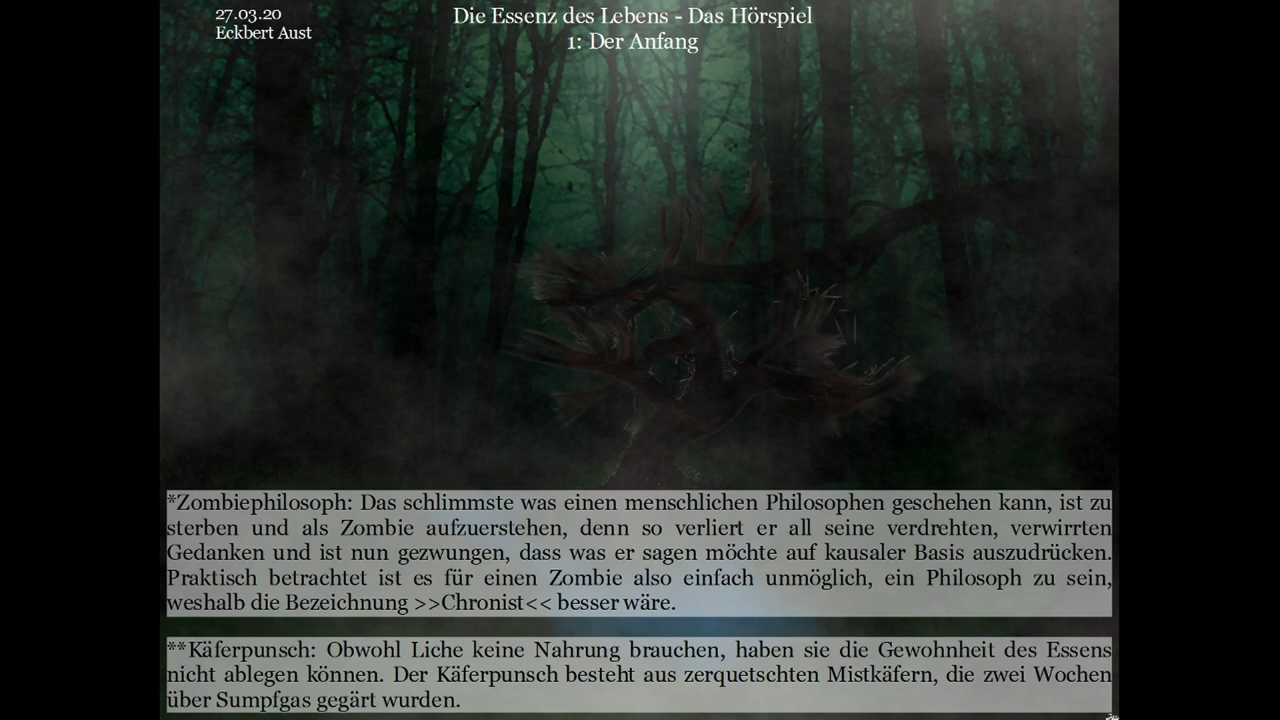 27.03.20
Eckbert Aust
Die Essenz des Lebens - Das Hörspiel
1: Der Anfang
*Zombiephilosoph: Das schlimmste was einen menschlichen Philosophen geschehen kann, ist zu
sterben und als Zombie aufzuerstehen, denn so verliert er all seine verdrehten, verwirrten
Gedanken und ist nun gezwungen, dass was er sagen möchte auf kausaler Basis auszudrücken.
Praktisch betrachtet ist es für einen Zombie also einfach unmöglich, ein Philosoph zu sein,
weshalb die Bezeichnung >>Chronist<< besser wäre.
**Käferpunsch: Obwohl Liche keine Nahrung brauchen, haben sie die Gewohnheit des Essens
nicht ablegen können. Der Käferpunsch besteht aus zerquetschten Mistkäfern, die zwei Wochen
über Sumpfgas gegärt wurden.